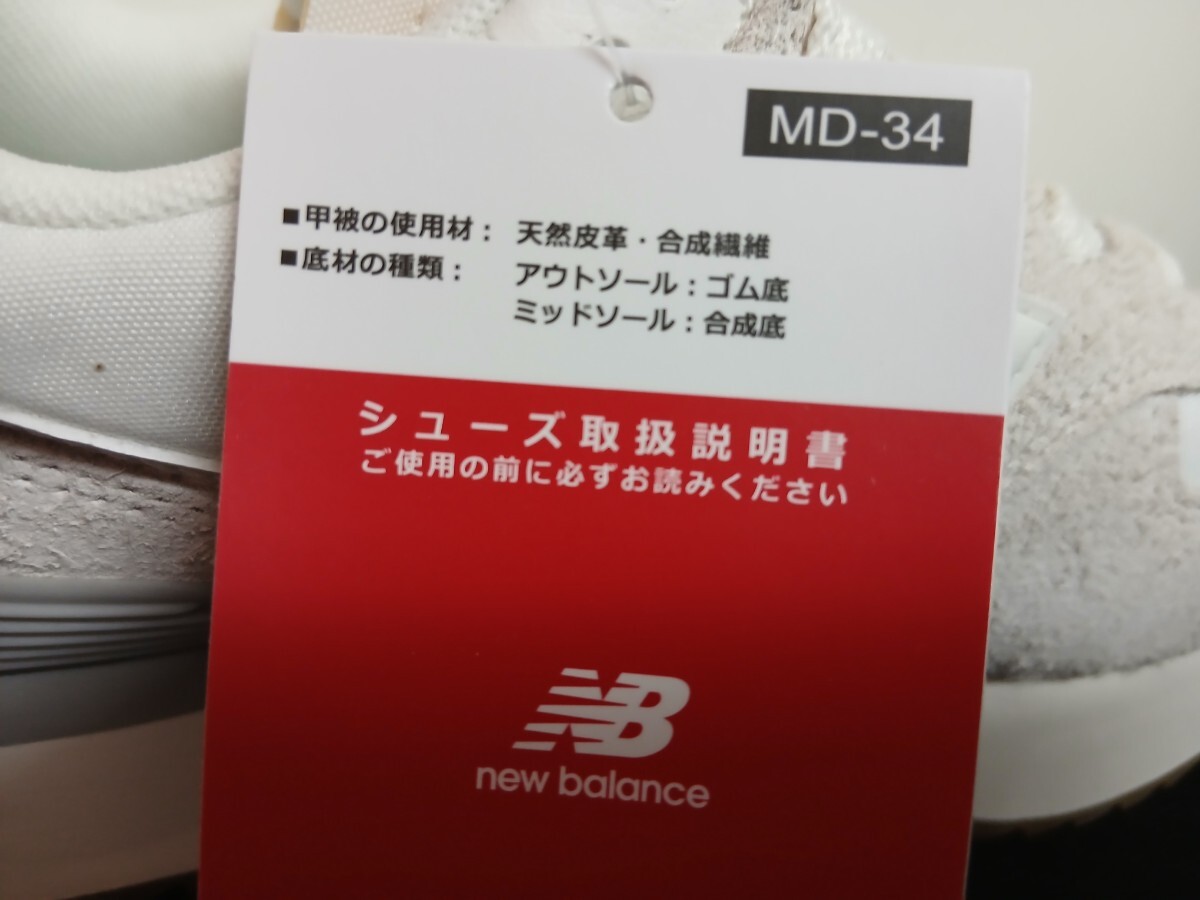 MD-34
■甲被の使用材： 天然皮革・合成繊維
■底材の種類： アウトソール：ゴム底
ミッドソール：合成底
シューズ取扱説明書
ご使用の前に必ずお読みください
NB
new balance